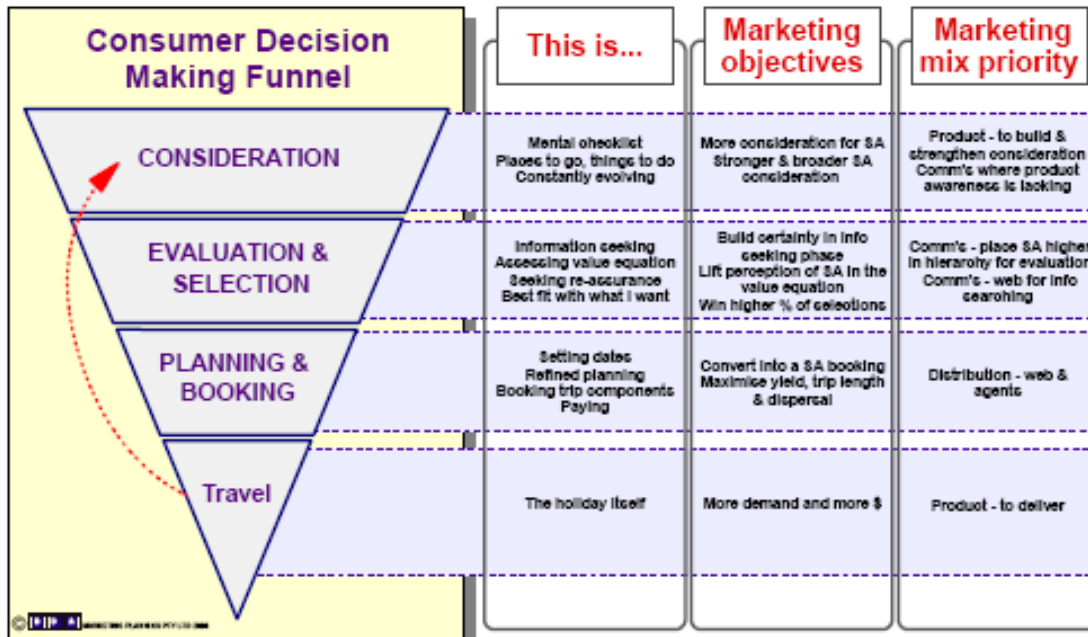 Consumer Decision
Making Funnel
This is...
Marketing
objectives
Marketing
mix priority
CONSIDERATION
Mental checklist
Places to go, things to do
Constantly evolving
More consideration for SA
Stronger & broader SA
consideration
Product - to build &
strengthen consideration
Comm's where product
awareness is lacking
EVALUATION &
SELECTION
Information seeking
Assessing value equation
Seeking re-assurance
Best fit with what I want
Build certainty in info
seeking phase
Lift perception of SA in the
value equation
Win higher % of selections
Comm's - place SA higher
in hierarchy for evaluation
Comm's - web for info
searching
PLANNING &
BOOKING
Setting dates
Refined planning
Booking trip components
Paying
Convert into a SA booking
Maximise yield, trip length
& dispersal
Distribution - web &
agents
Travel
The holiday itself
More demand and more $
Product - to deliver
© MARKETING PLANNING PTY LTD